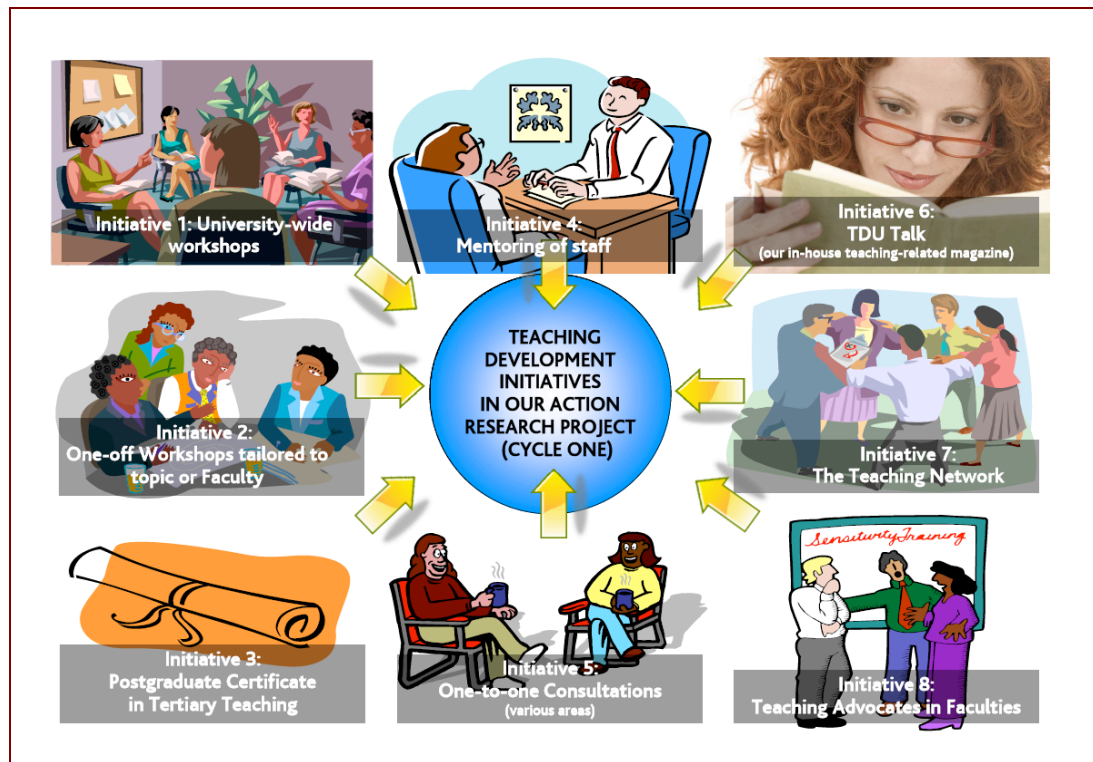 Initiative 1: University-wide
workshops
Initiative 4:
Mentoring of staff
Initiative 6:
TDU Talk
(our in-house teaching-related magazine)
Initiative 2:
One-off Workshops tailored to
topic or Faculty
TEACHING
DEVELOPMENT
INITIATIVES
IN OUR ACTION
RESEARCH PROJECT
(CYCLE ONE)
Initiative 7:
The Teaching Network
Initiative 3:
Postgraduate Certificate
in Tertiary Teaching
Initiative 5:
One-to-one Consultations
(various areas)
Sensitivity Training
Initiative 8:
Teaching Advocates in Faculties